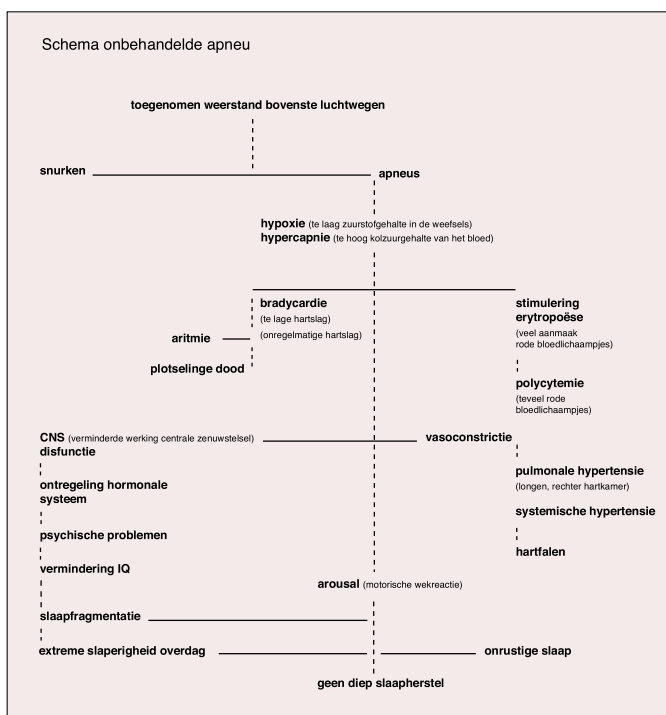 Schema onbehandelde apneu
toegenomen weerstand bovenste luchtwegen
snurken
apneus
hypoxie (te laag zuurstofgehalte in de weefsels)
hypercapnie (te hoog kolzuurgehalte van het bloed)
bradycardie
(te lage hartslag)
(onregelmatige hartslag)
aritmie
plotselinge dood
stimulering
erytropoëse
(veel aanmaak
rode bloedlichaampjes)
polycytemie
(teveel rode
bloedlichaampjes)
CNS (verminderde werking centrale zenuwstelsel)
disfunctie
vasoconstrictie
ontregeling hormonale
systeem
pulmonale hypertensie
(longen, rechter hartkamer)
systemische hypertensie
psychische problemen
hartfalen
vermindering IQ
arousal (motorische wekreactie)
slaapfragmentatie
extreme slaperigheid overdag
onrustige slaap
geen diep slaapherstel